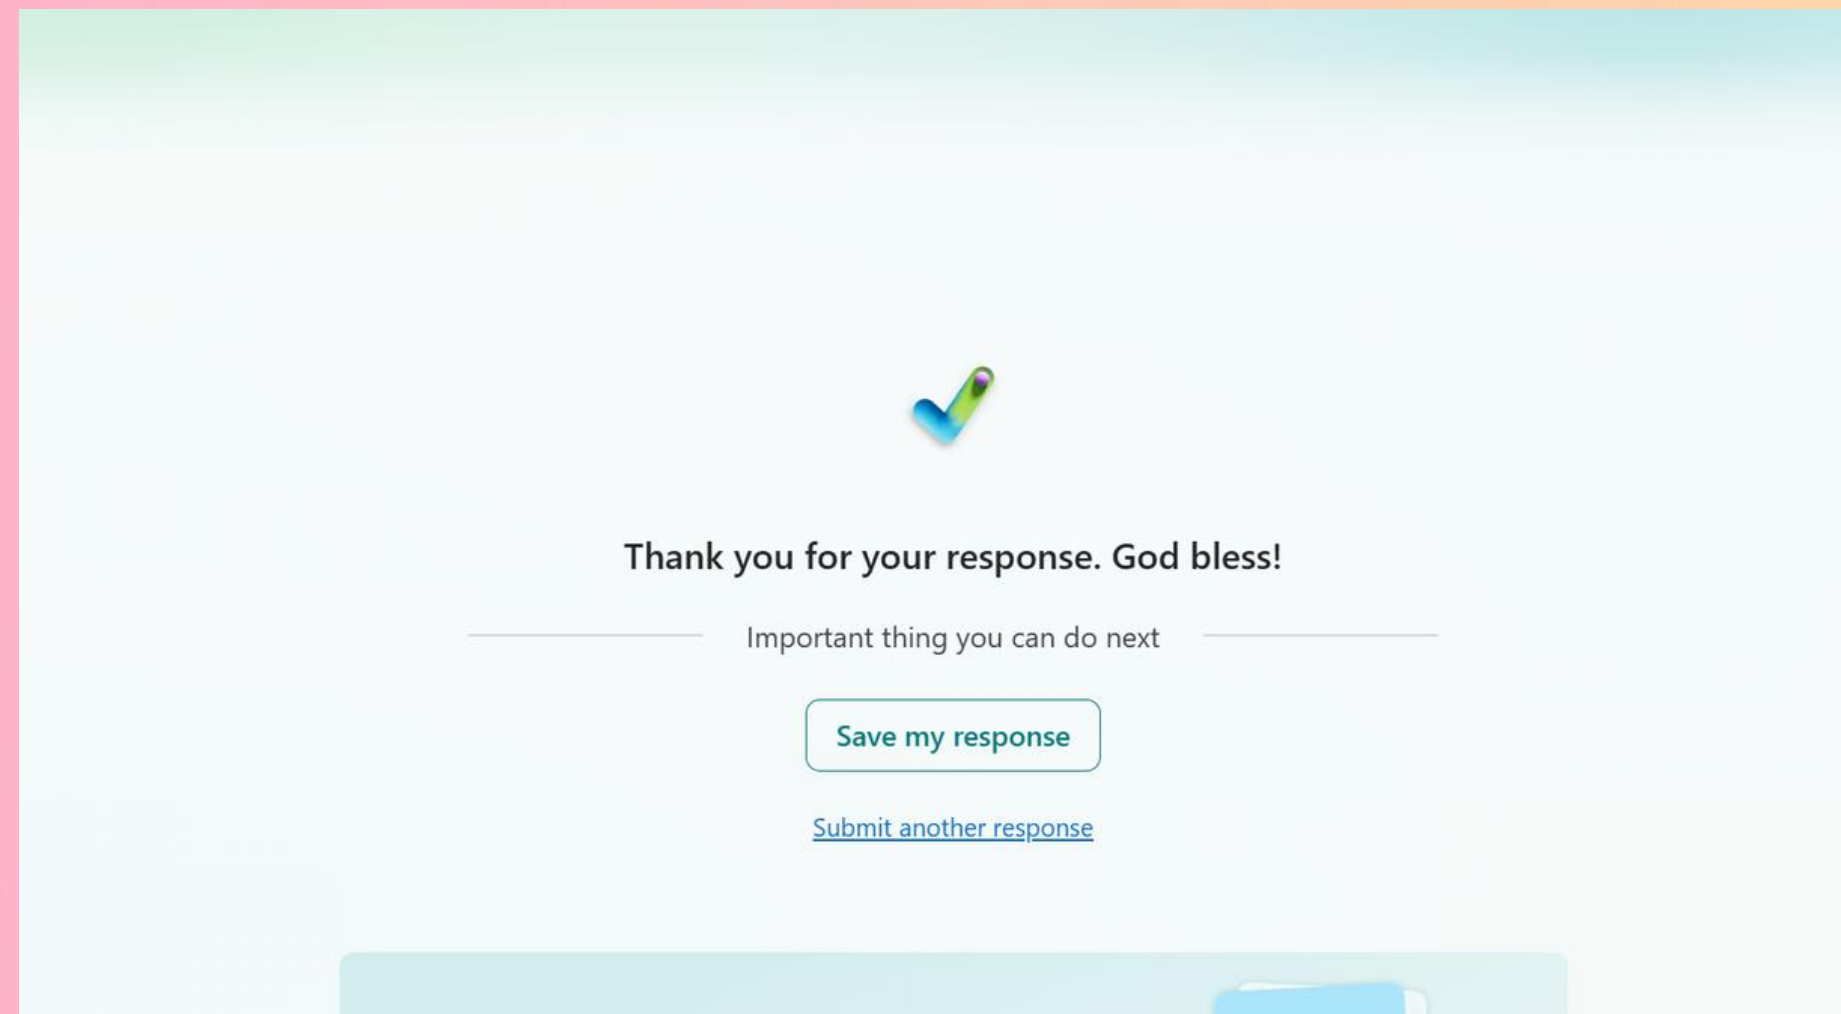 Thank you for your response. God bless!
Important thing you can do next
Save my response
Submit another response